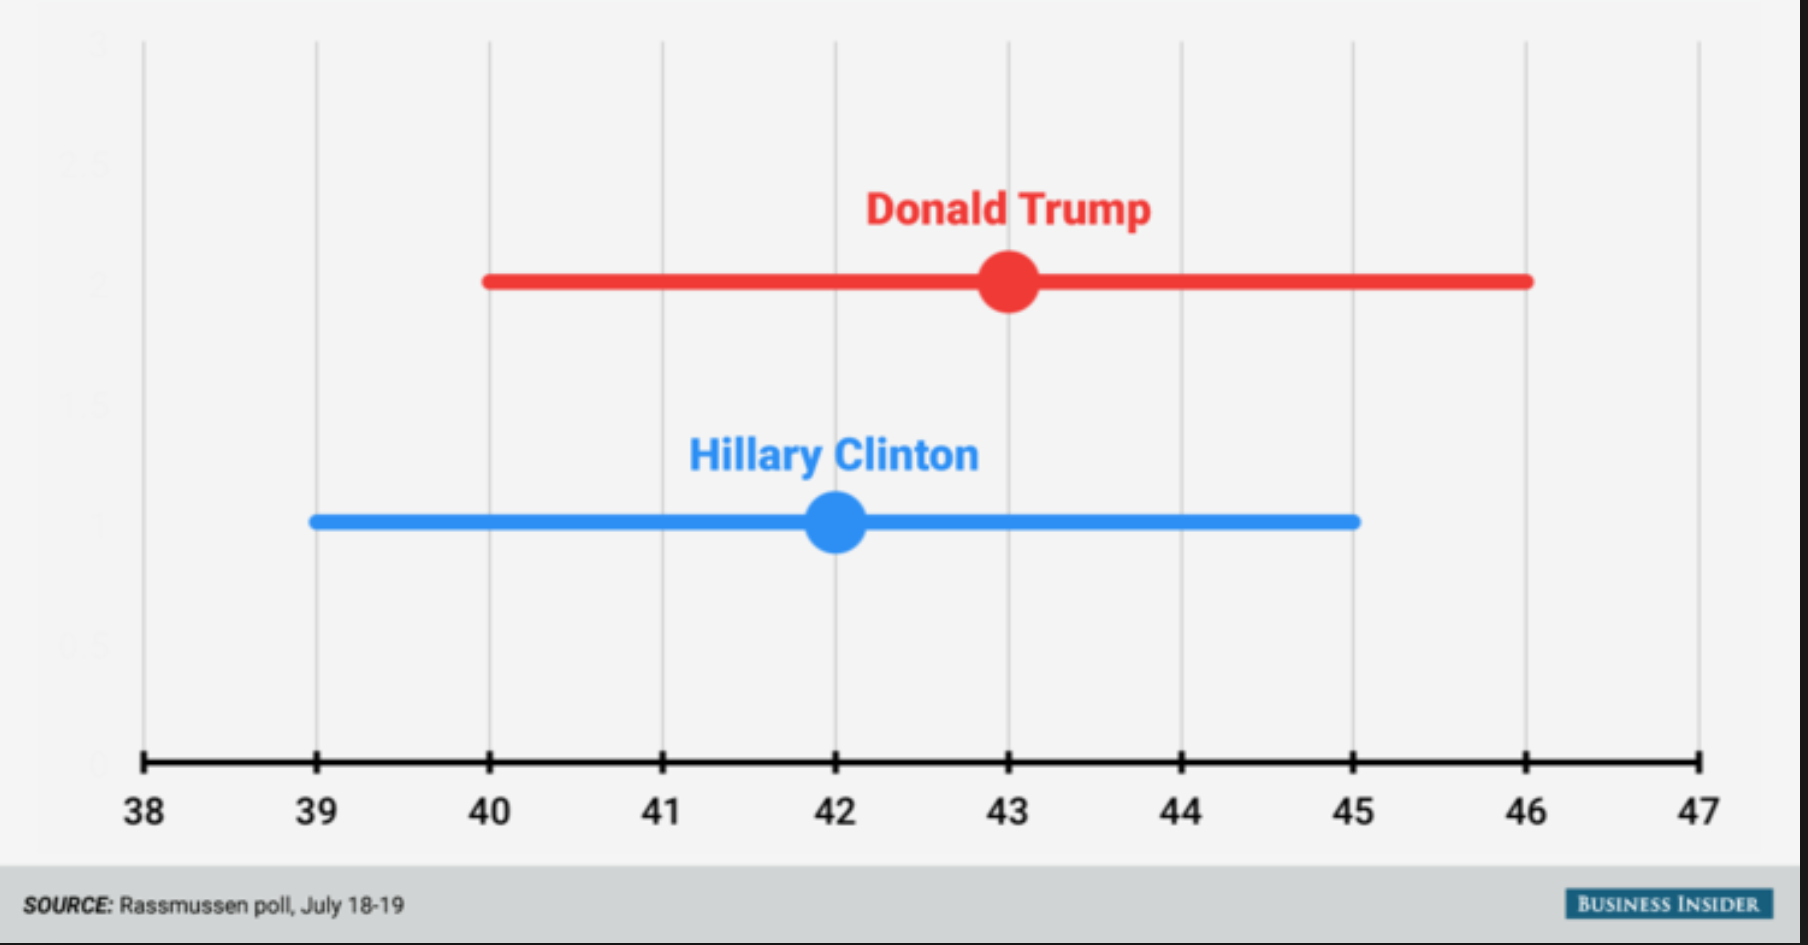 Donald Trump
Hillary Clinton
38 39 40 41 42 43 44 45 46 47
SOURCE: Rassmussen poll, July 18-19
BUSINESS INSIDER